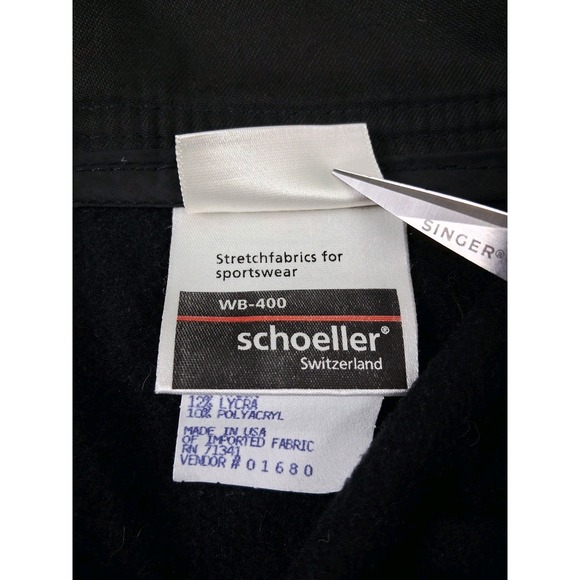 SINGER®
Stretchfabrics for
sportswear
WB-400
schoeller®
Switzerland
12% LYCRA
10% POLYACRYL
MADE IN USA
OF IMPORTED FABRIC
RN 71341
VENDOR # 01680